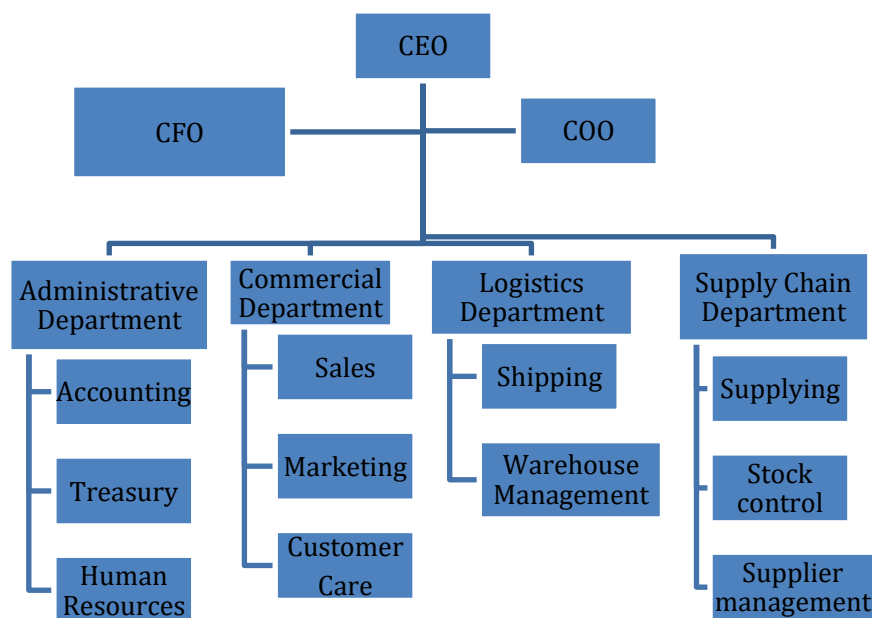 CEO
CFO
COO
Administrative
Department
Accounting
Treasury
Human
Resources
Commercial
Department
Sales
Marketing
Customer
Care
Logistics
Department
Shipping
Warehouse
Management
Supply Chain
Department
Supplying
Stock
control
Supplier
management